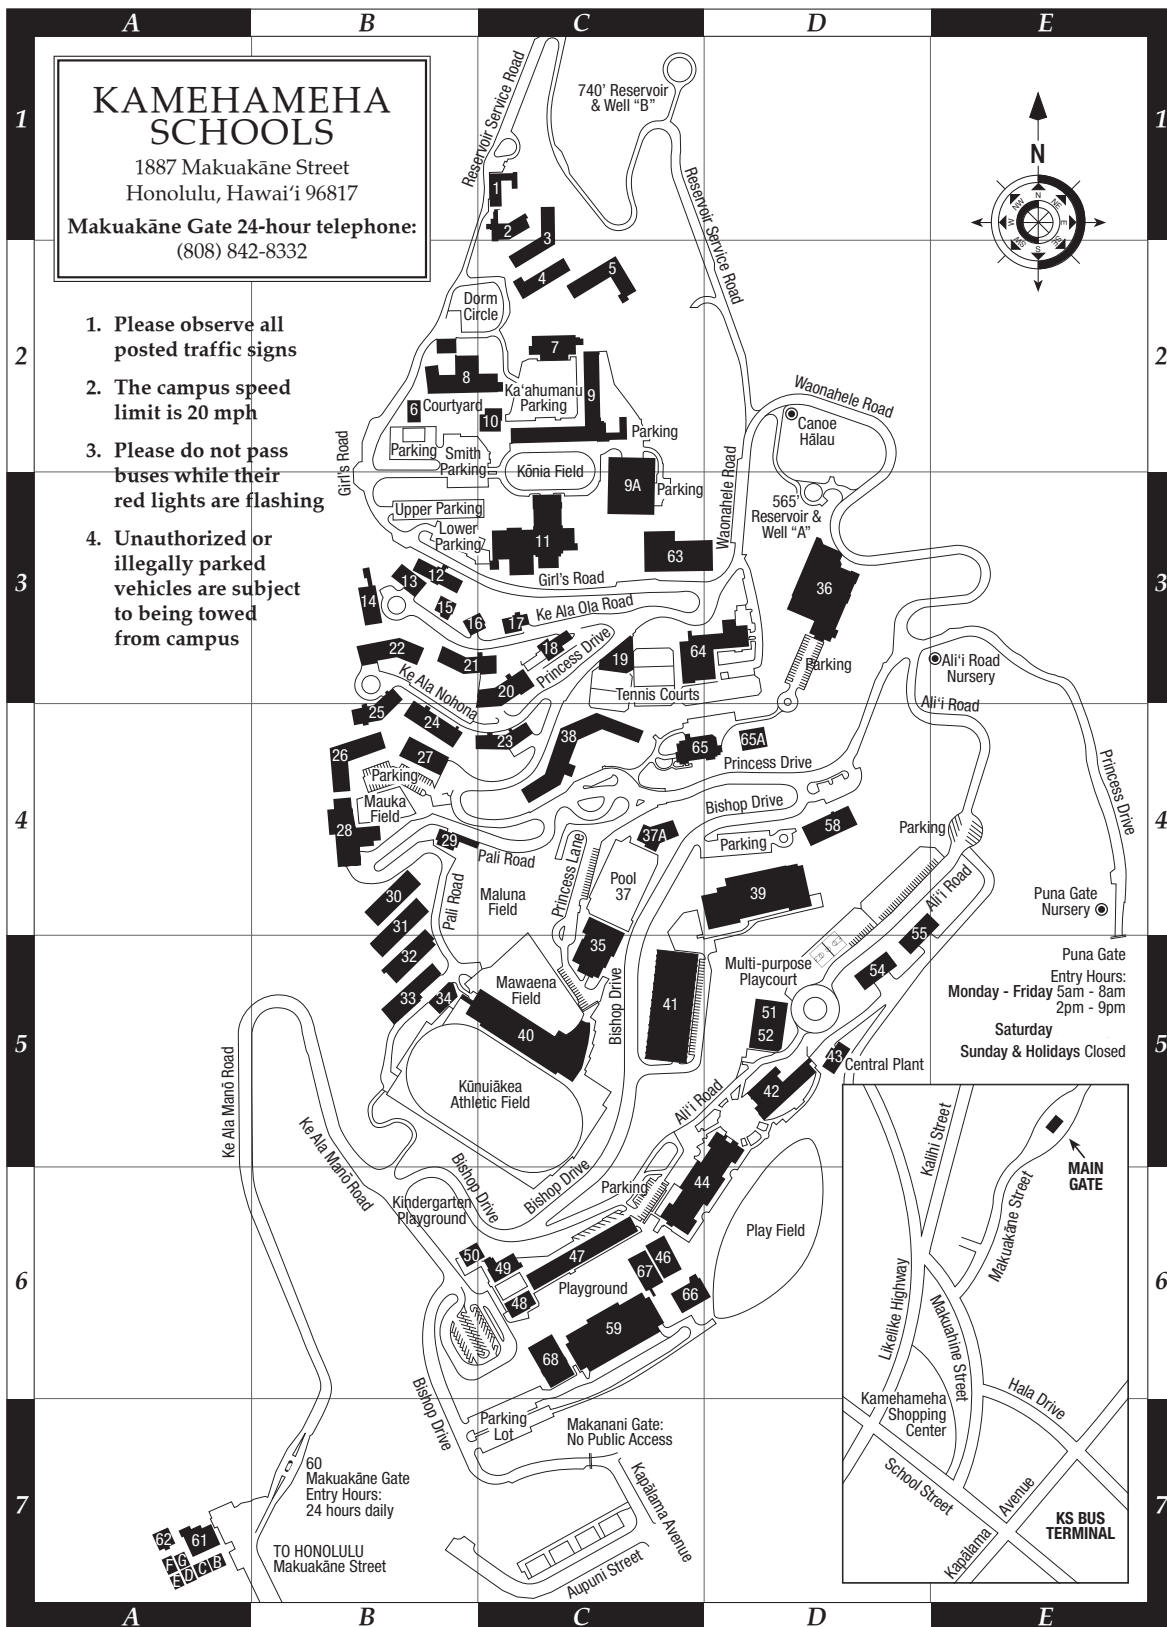 A B C D E
KAMEHAMEHA
SCHOOLS
1887 Makuakāne Street
Honolulu, Hawai‘i 96817
Makuakāne Gate 24-hour telephone:
(808) 842-8332
1. Please observe all
posted traffic signs
2. The campus speed
limit is 20 mph
3. Please do not pass
buses while their
red lights are flashing
4. Unauthorized or
illegally parked
vehicles are subject
to being towed
from campus
1
1
Reservoir Service Road
740' Reservoir
& Well “B”
Reservoir Service Road
N
N
NE
E
SE
S
SW
W
NW
1
2
3
4
5
2
2
Dorm
Circle
7
8
6
Courtyard
10
Ka‘ahumanu
Parking
9
Parking
Parking
Smith
Parking
Kōnia Field
Girl's Road
Waonahele Road
Canoe
Hālau
Waonahele Road
3
3
9A
Parking
565'
Reservoir &
Well “A”
Upper Parking
Lower
Parking
11
63
Girl's Road
36
12
13
14
15
16
17
Ke Ala Ola Road
18
Princess Drive
19
64
Parking
22
21
20
Ke Ala Nohona
Tennis Courts
Ali‘i Road
Nursery
Ali‘i Road
4
4
25
24
23
38
65
65A
Princess Drive
26
27
Parking
Mauka
Field
28
29
Pali Road
Princess Lane
37A
Bishop Drive
58
Parking
Parking
Princess Drive
30
Pali Road
Maluna
Field
Pool
37
39
Ali‘i Road
Puna Gate
Nursery
5
5
31
32
33
34
35
Mawaena
Field
40
Bishop Drive
41
Multi-purpose
Playcourt
51
52
55
54
43
Central Plant
42
Puna Gate
Entry Hours:
Monday - Friday 5am - 8am
2pm - 9pm
Saturday
Sunday & Holidays Closed
Kūnuiākea
Athletic Field
Ali‘i Road
Ke Ala Manō Road
Ke Ala Manō Road
Bishop Drive
Bishop Drive
6
6
Kindergarten
Playground
Parking
44
Play Field
50
49
47
48
Playground
67
46
66
59
68
Bishop Drive
7
7
Parking
Lot
Makanani Gate:
No Public Access
Kapālama Avenue
Aupuni Street
60
Makuakāne Gate
Entry Hours:
24 hours daily
TO HONOLULU
Makuakāne Street
62
61
F G
E D C B
Kalihi Street
MAIN
GATE
Makuakāne Street
Likelike Highway
Makuahine Street
Kamehameha
Shopping
Center
Hala Drive
School Street
Kapālama Avenue
KS BUS
TERMINAL
A B C D E